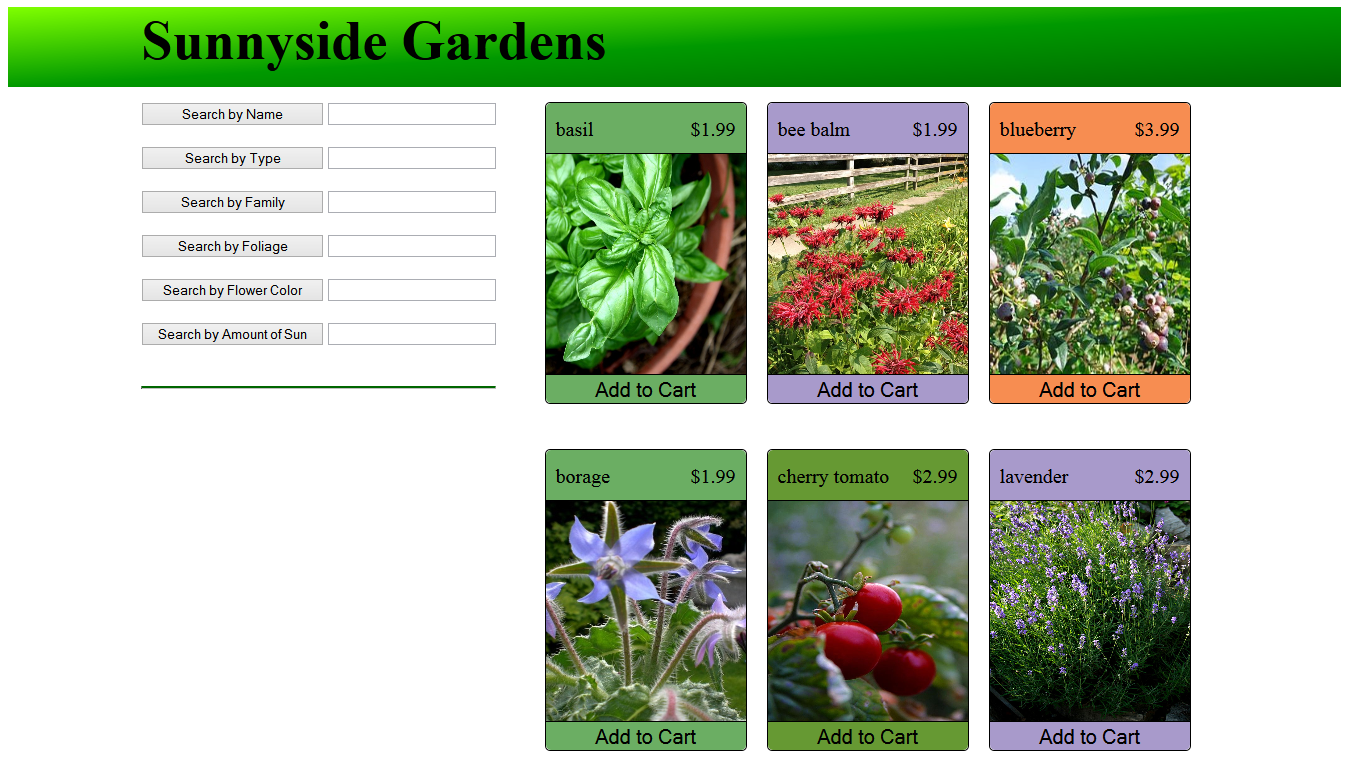 Sunnyside Gardens
Search by Name
Search by Type
Search by Family
Search by Foliage
Search by Flower Color
Search by Amount of Sun
basil $1.99
Add to Cart
bee balm $1.99
Add to Cart
blueberry $3.99
Add to Cart
borage $1.99
Add to Cart
cherry tomato $2.99
Add to Cart
lavender $2.99
Add to Cart